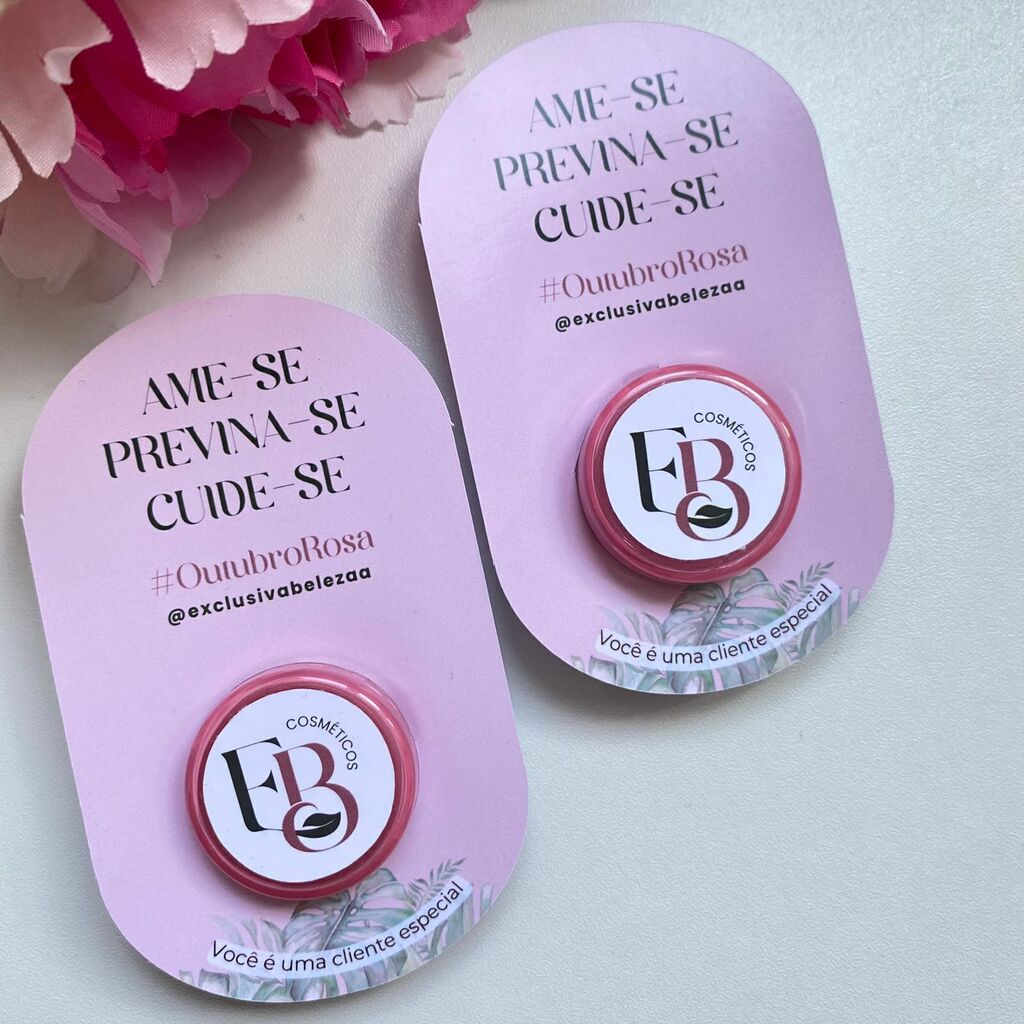 AME-SE
PREVINA-SE
CUIDE-SE
#OutubroRosa
@exclusivabelezaa
COSMÉTICOS
EB
Você é uma cliente especial
AME-SE
PREVINA-SE
CUIDE-SE
#OutubroRosa
@exclusivabelezaa
COSMÉTICOS
EB
Você é uma cliente especial